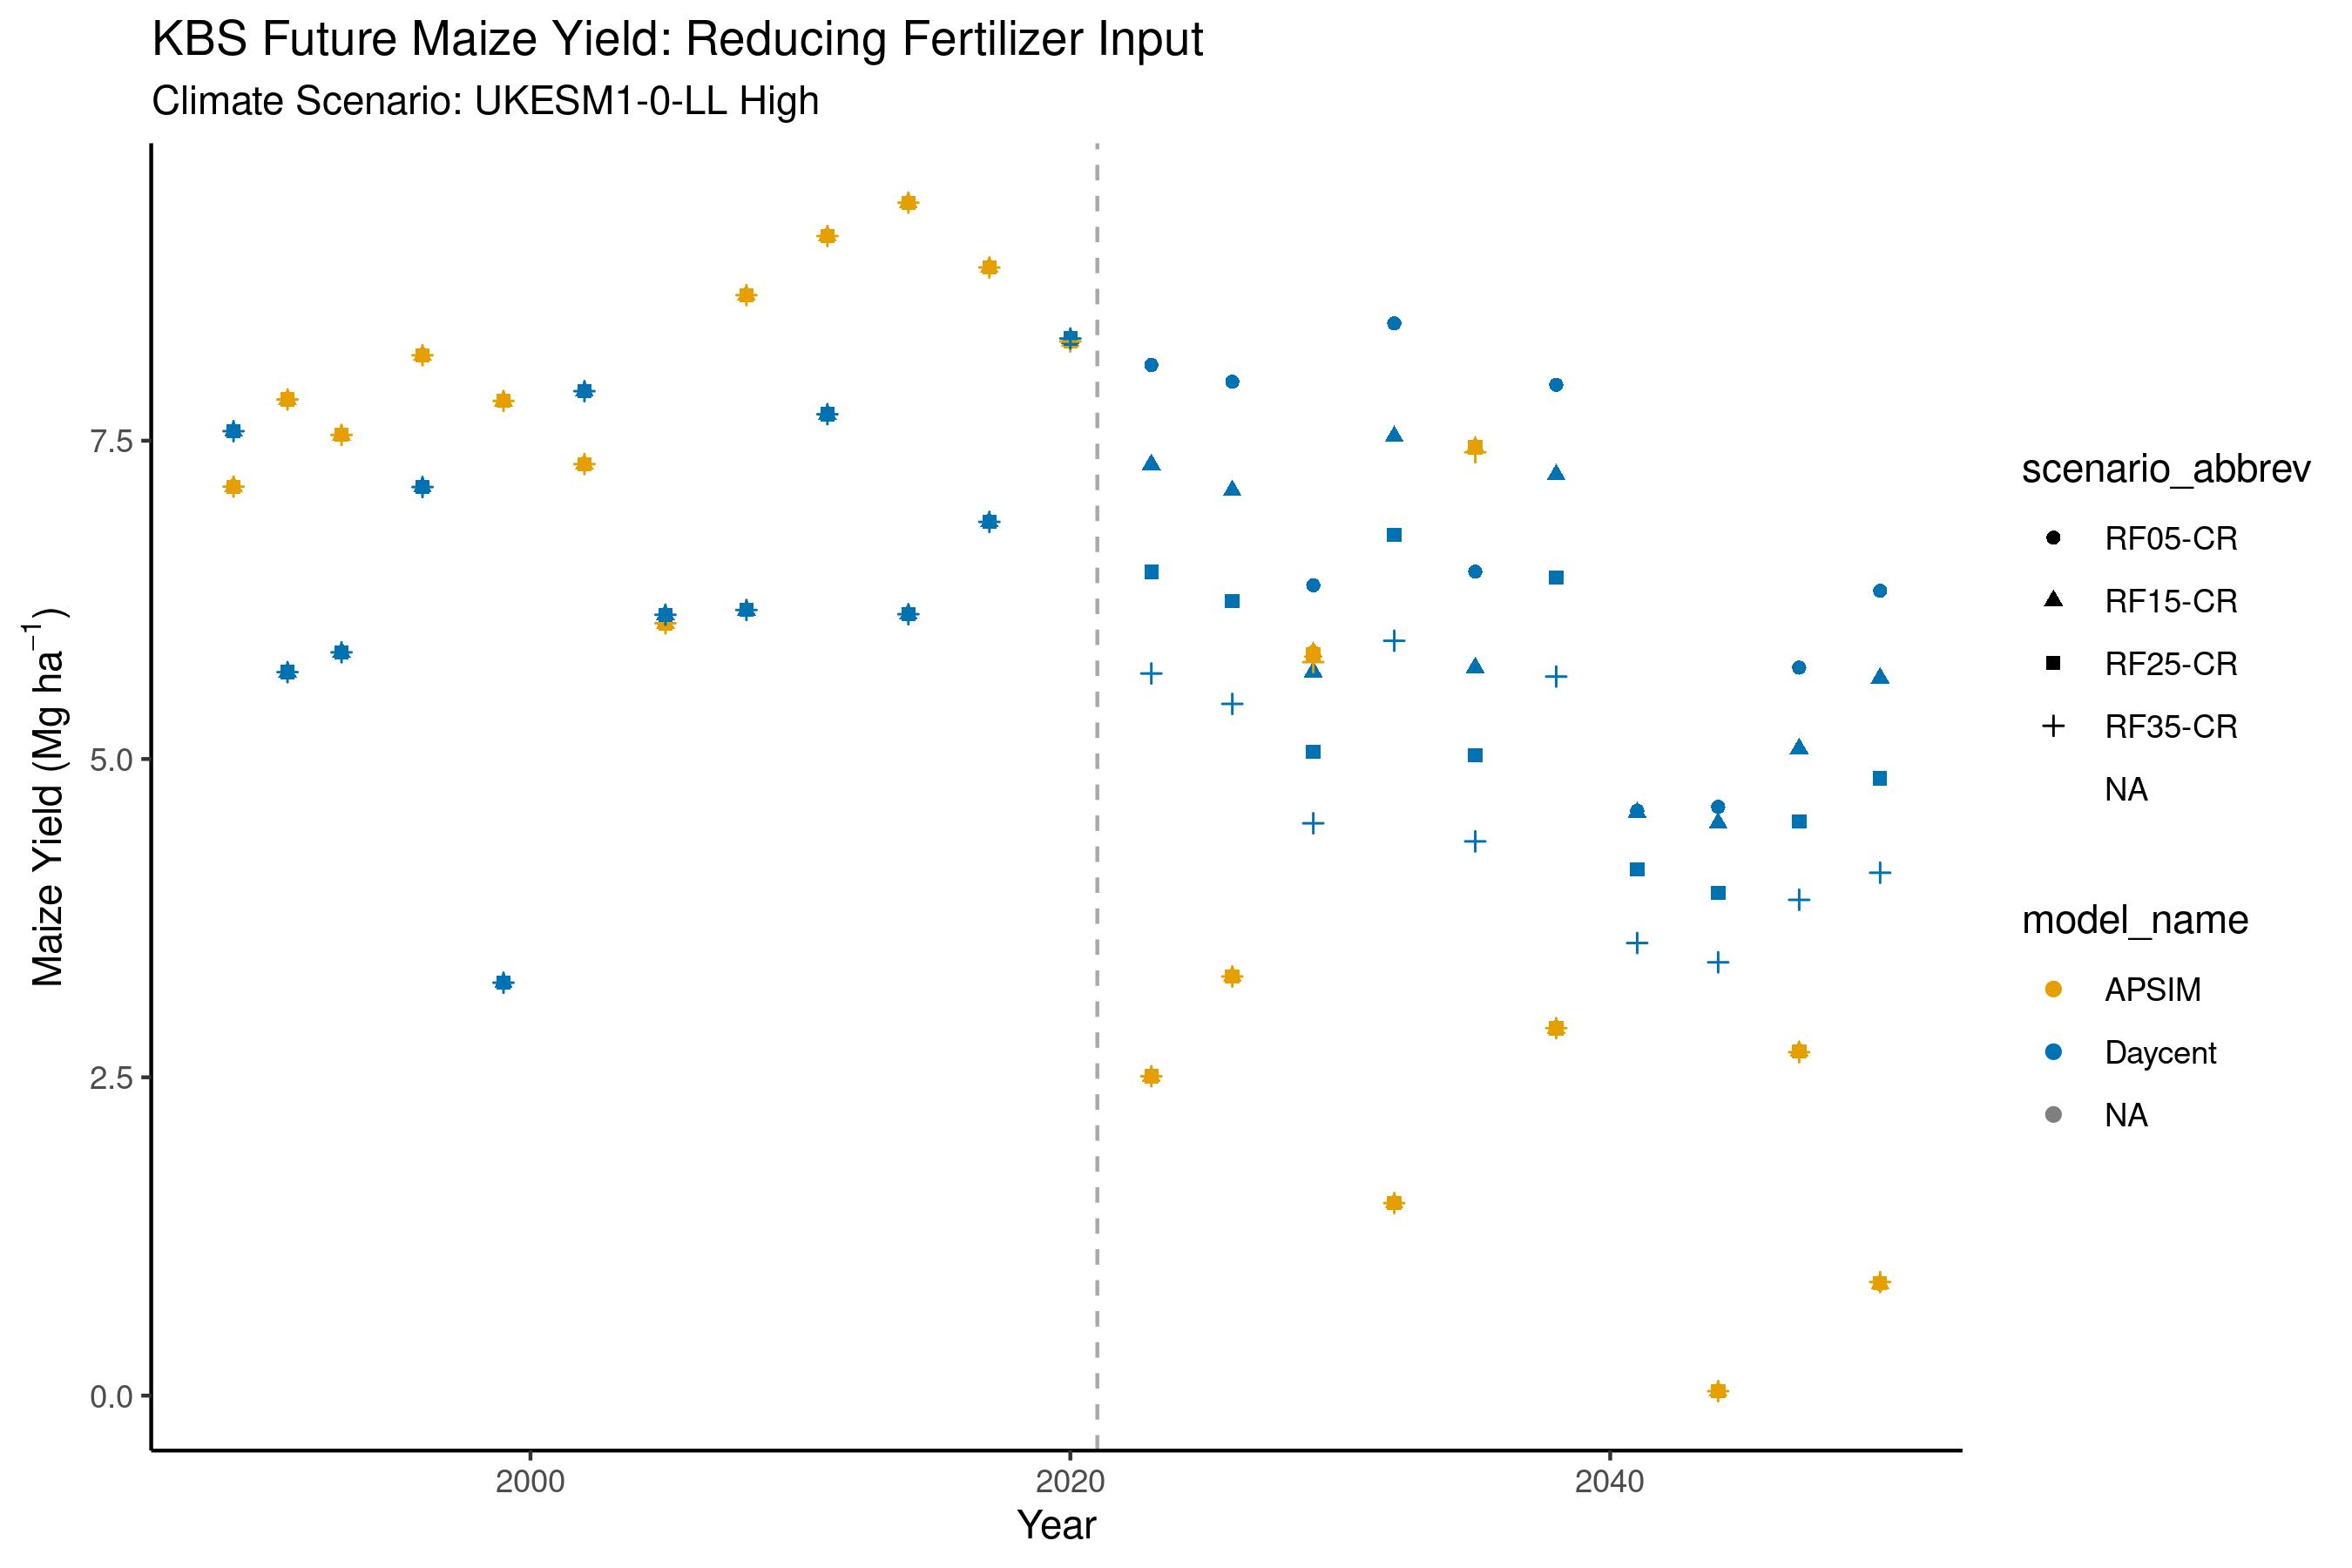 KBS Future Maize Yield: Reducing Fertilizer Input
Climate Scenario: UKESM1-0-LL High
Maize Yield (Mg ha⁻¹)
7.5
5.0
2.5
0.0
2000
2020
2040
Year
scenario_abbrev
RF05-CR
RF15-CR
RF25-CR
RF35-CR
NA
model_name
APSIM
Daycent
NA